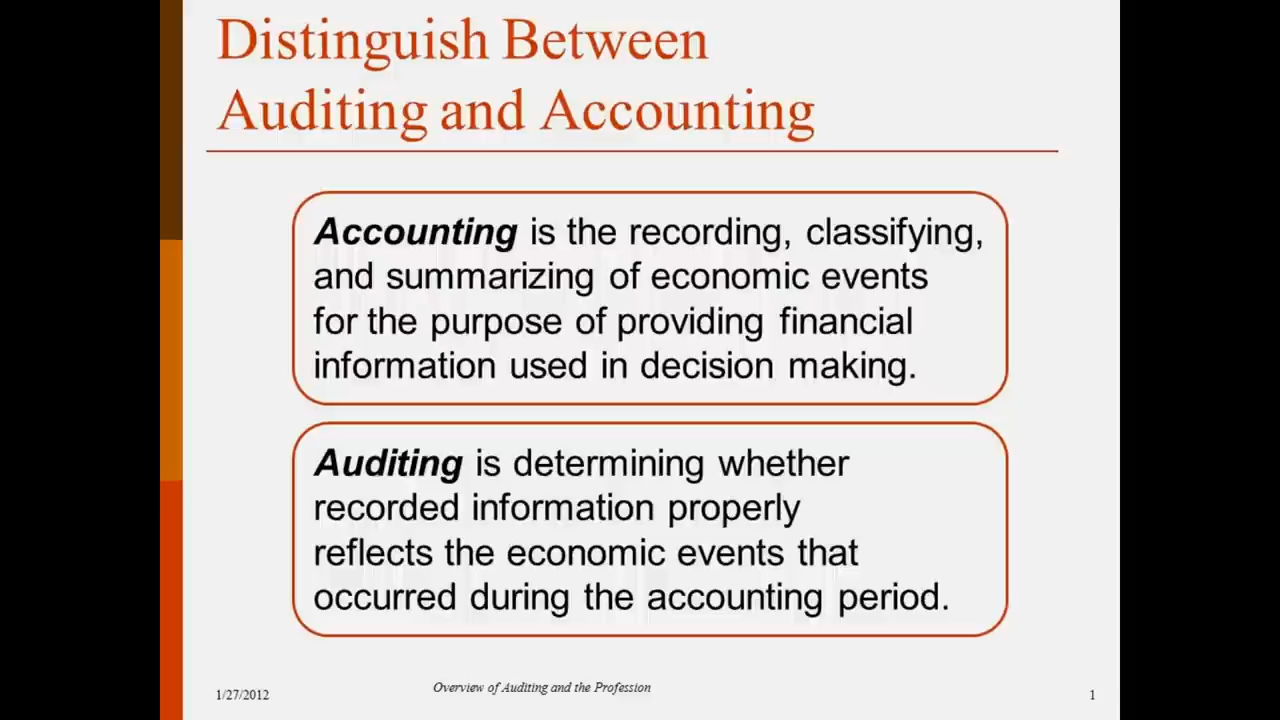 Distinguish Between
Auditing and Accounting
Accounting is the recording, classifying,
and summarizing of economic events
for the purpose of providing financial
information used in decision making.
Auditing is determining whether
recorded information properly
reflects the economic events that
occurred during the accounting period.
1/27/2012
Overview of Auditing and the Profession
1